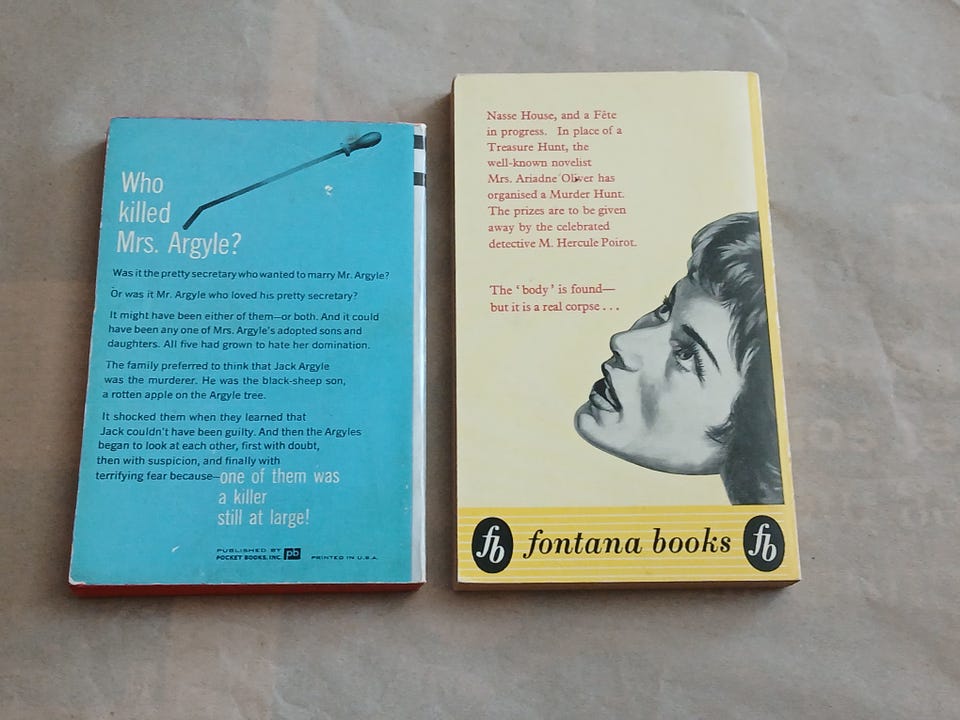 Who
killed
Mrs. Argyle?
Was it the pretty secretary who wanted to marry Mr. Argyle?
Or was it Mr. Argyle who loved his pretty secretary?
It might have been either of them—or both. And it could
have been any one of Mrs. Argyle's adopted sons and
daughters. All five had grown to hate her domination.
The family preferred to think that Jack Argyle
was the murderer. He was the black-sheep son,
a rotten apple on the Argyle tree.
It shocked them when they learned that
Jack couldn't have been guilty. And then the Argyles
began to look at each other, first with doubt,
then with suspicion, and finally with
terrifying fear because—one of them was
a killer
still at large!
PUBLISHED BY
POCKET BOOKS, INC. pb PRINTED IN U.S.A.
Nasse House, and a Fête
in progress. In place of a
Treasure Hunt, the
well-known novelist
Mrs. Ariadne Oliver has
organised a Murder Hunt.
The prizes are to be given
away by the celebrated
detective M. Hercule Poirot.
The ‘body’ is found—
but it is a real corpse . . .
fb fontana books fb